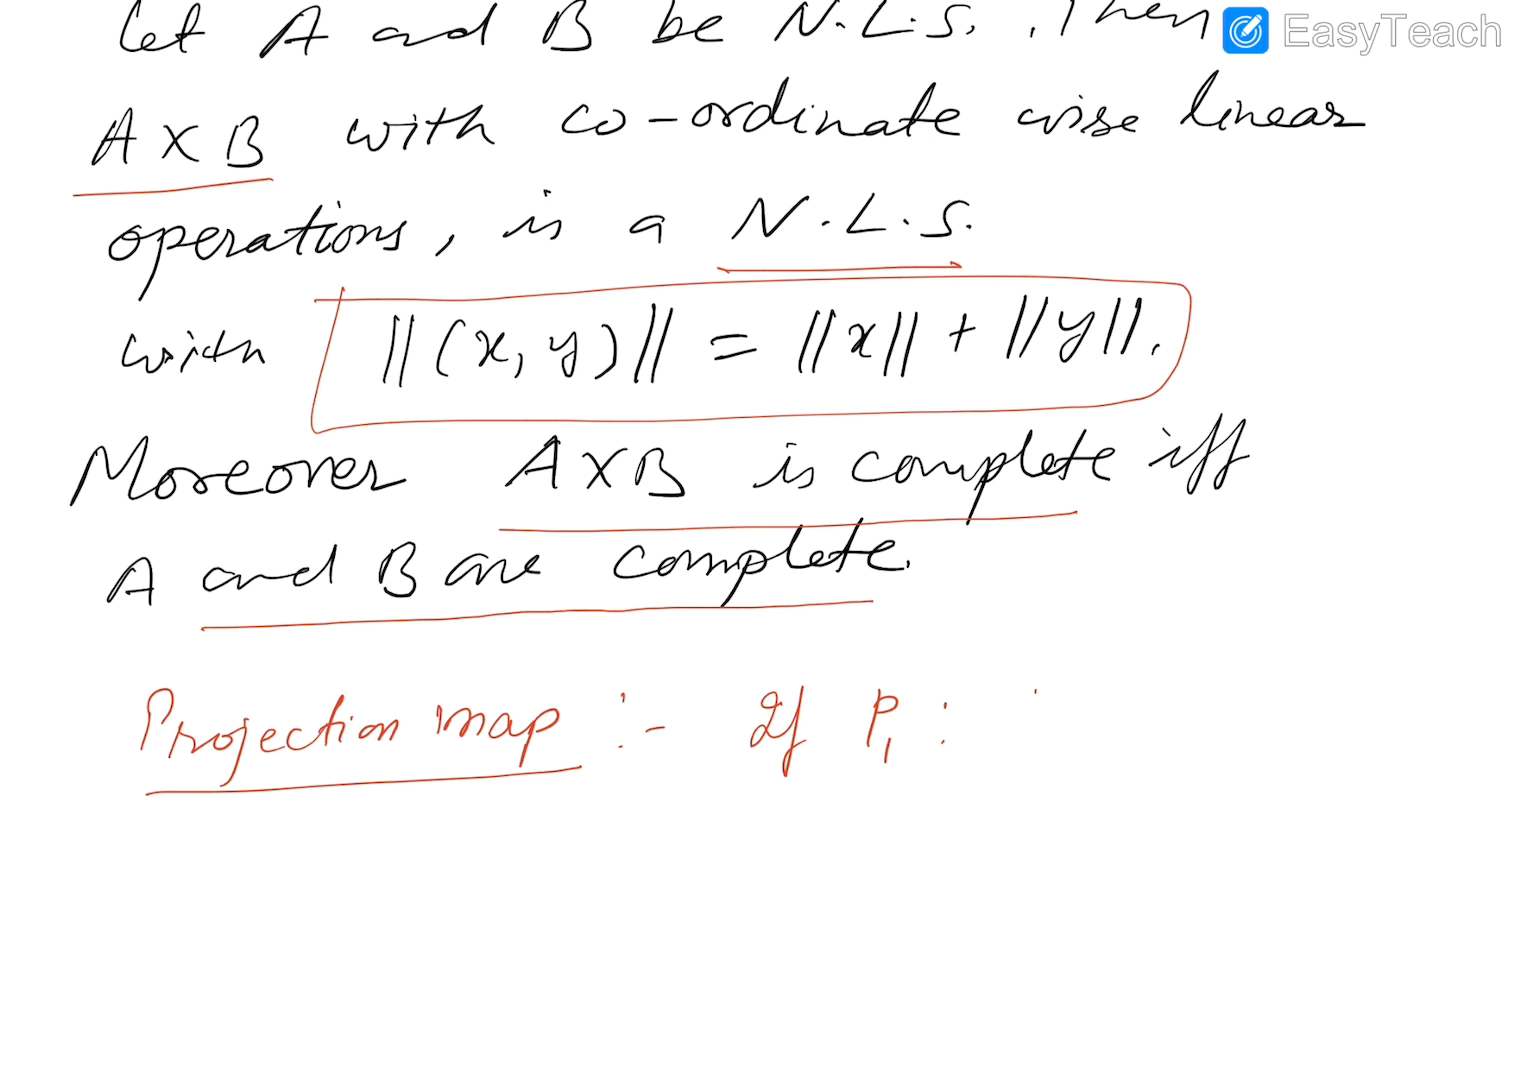 Let A and B be N.L.S. . Then
EasyTeach
A X B with co-ordinate wise linear
operations, is a N.L.S.
with ||(x, y)|| = ||x|| + ||y||.
Moreover A X B is complete iff
A and B are complete.
Projection map :- If P₁ :